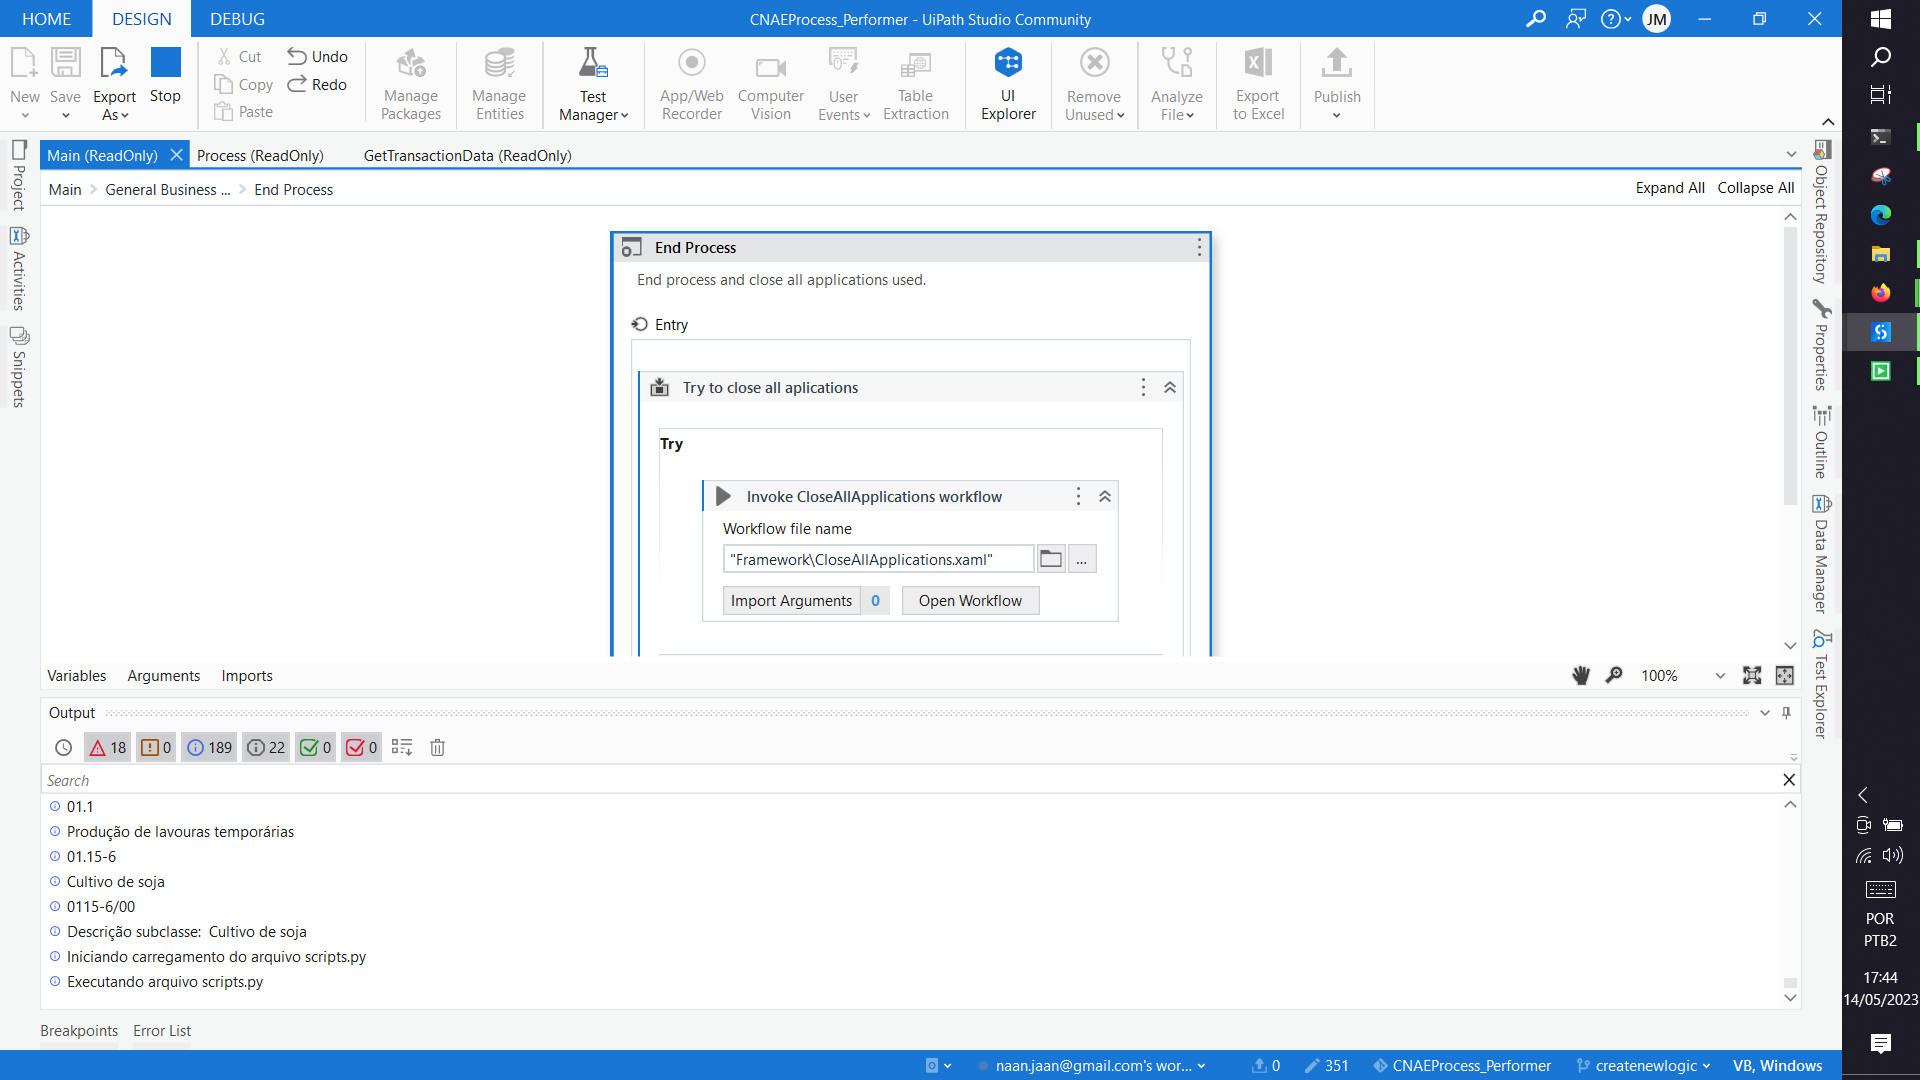 HOME DESIGN DEBUG
CNAEProcess_Performer - UiPath Studio Community
JM
New
Save
Export As
Stop
Cut
Copy
Paste
Undo
Redo
Manage Packages
Manage Entities
Test Manager
App/Web Recorder
Computer Vision
User Events
Table Extraction
UI Explorer
Remove Unused
Analyze File
Export to Excel
Publish
Main (ReadOnly)
Process (ReadOnly)
GetTransactionData (ReadOnly)
Main > General Business ... > End Process
Expand All Collapse All
Project
Activities
Snippets
End Process
End process and close all applications used.
Entry
Try to close all aplications
Try
Invoke CloseAllApplications workflow
Workflow file name
"Framework\CloseAllApplications.xaml"
...
Import Arguments 0
Open Workflow
Object Repository
Properties
Outline
Data Manager
Test Explorer
Variables Arguments Imports
100%
Output
18 0 189 22 0 0
Search
01.1
Produção de lavouras temporárias
01.15-6
Cultivo de soja
0115-6/00
Descrição subclasse:  Cultivo de soja
Iniciando carregamento do arquivo scripts.py
Executando arquivo scripts.py
Breakpoints Error List
naan.jaan@gmail.com's wor...
0
351
CNAEProcess_Performer
createnewlogic
VB, Windows
POR
PTB2
17:44
14/05/2023